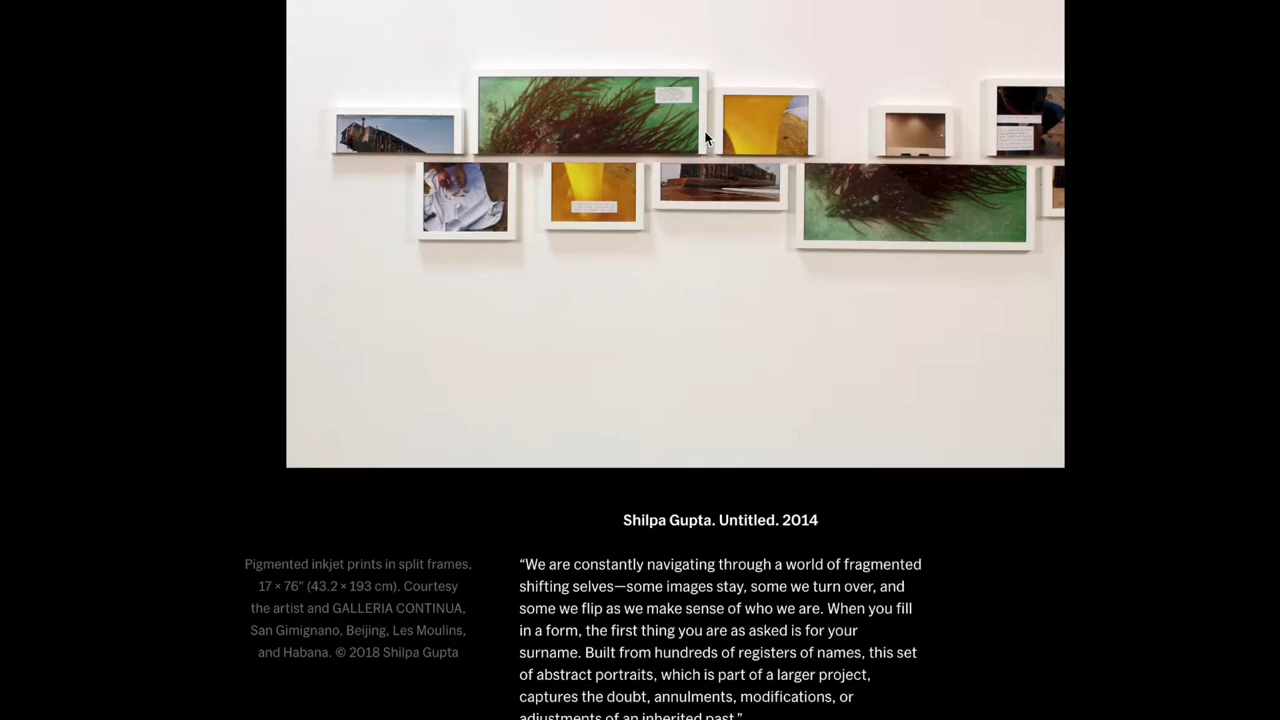 Shilpa Gupta. Untitled. 2014
Pigmented inkjet prints in split frames,
17 × 76" (43.2 × 193 cm). Courtesy
the artist and GALLERIA CONTINUA,
San Gimignano, Beijing, Les Moulins,
and Habana. © 2018 Shilpa Gupta
“We are constantly navigating through a world of fragmented
shifting selves—some images stay, some we turn over, and
some we flip as we make sense of who we are. When you fill
in a form, the first thing you are as asked is for your
surname. Built from hundreds of registers of names, this set
of abstract portraits, which is part of a larger project,
captures the doubt, annulments, modifications, or
adjustments of an inherited past.”